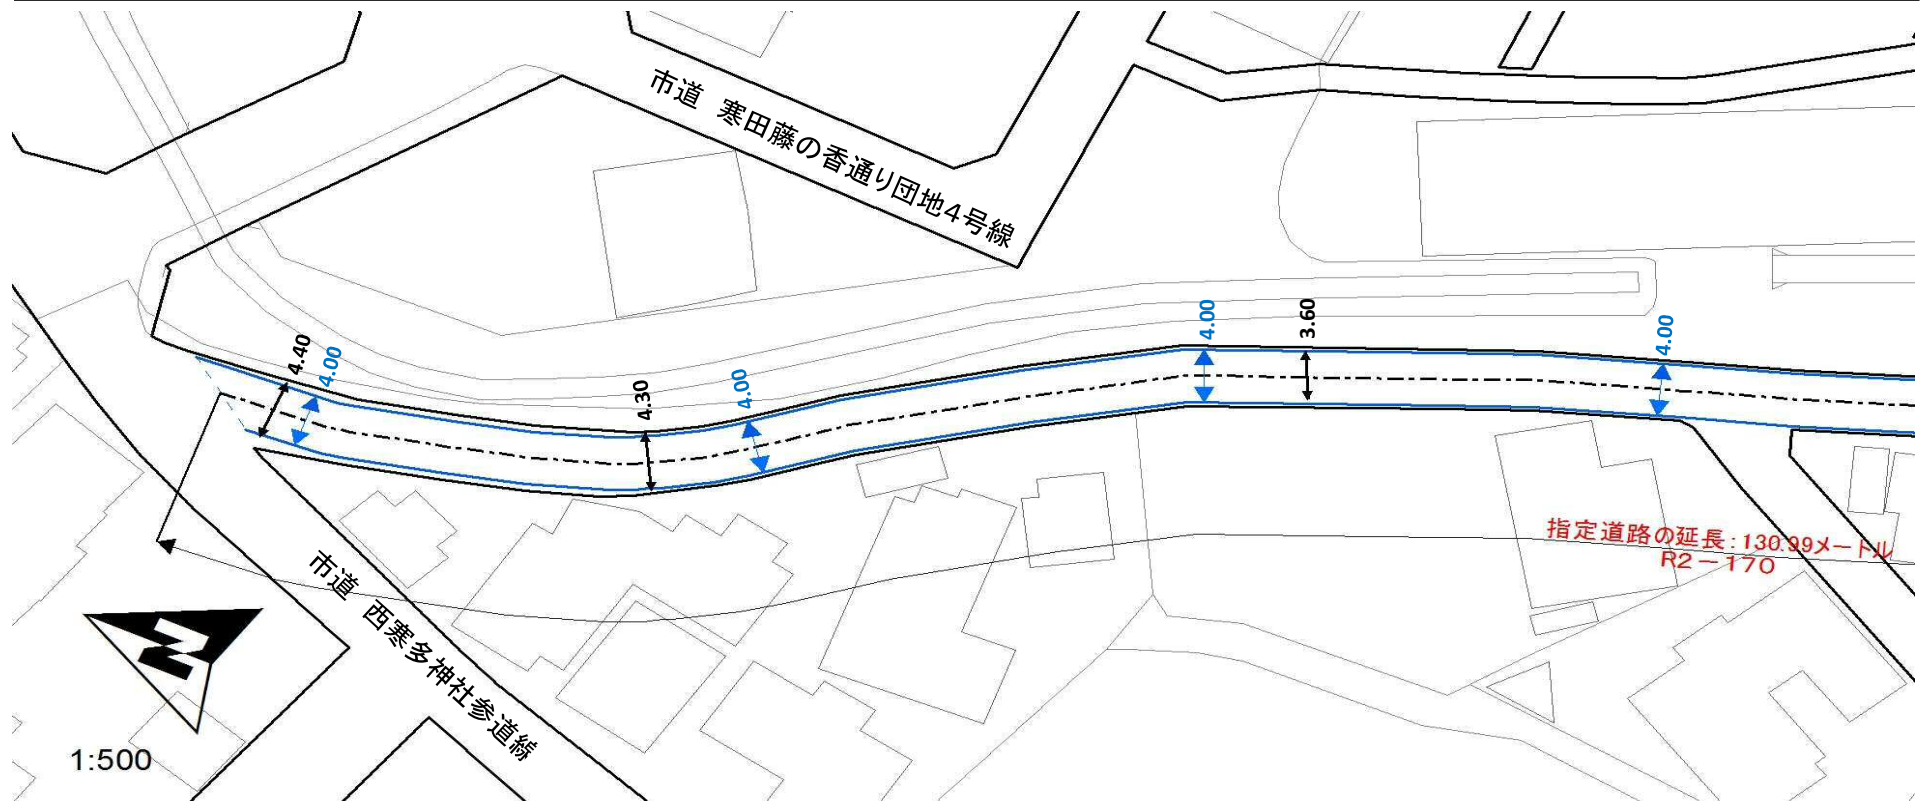 市道 寒田藤の香通り団地4号線
4.40
4.00
4.30
4.00
4.00
3.60
4.00
指定道路の延長:130.99メートル
R2-170
市道 西寒多神社参道線
N
1:500